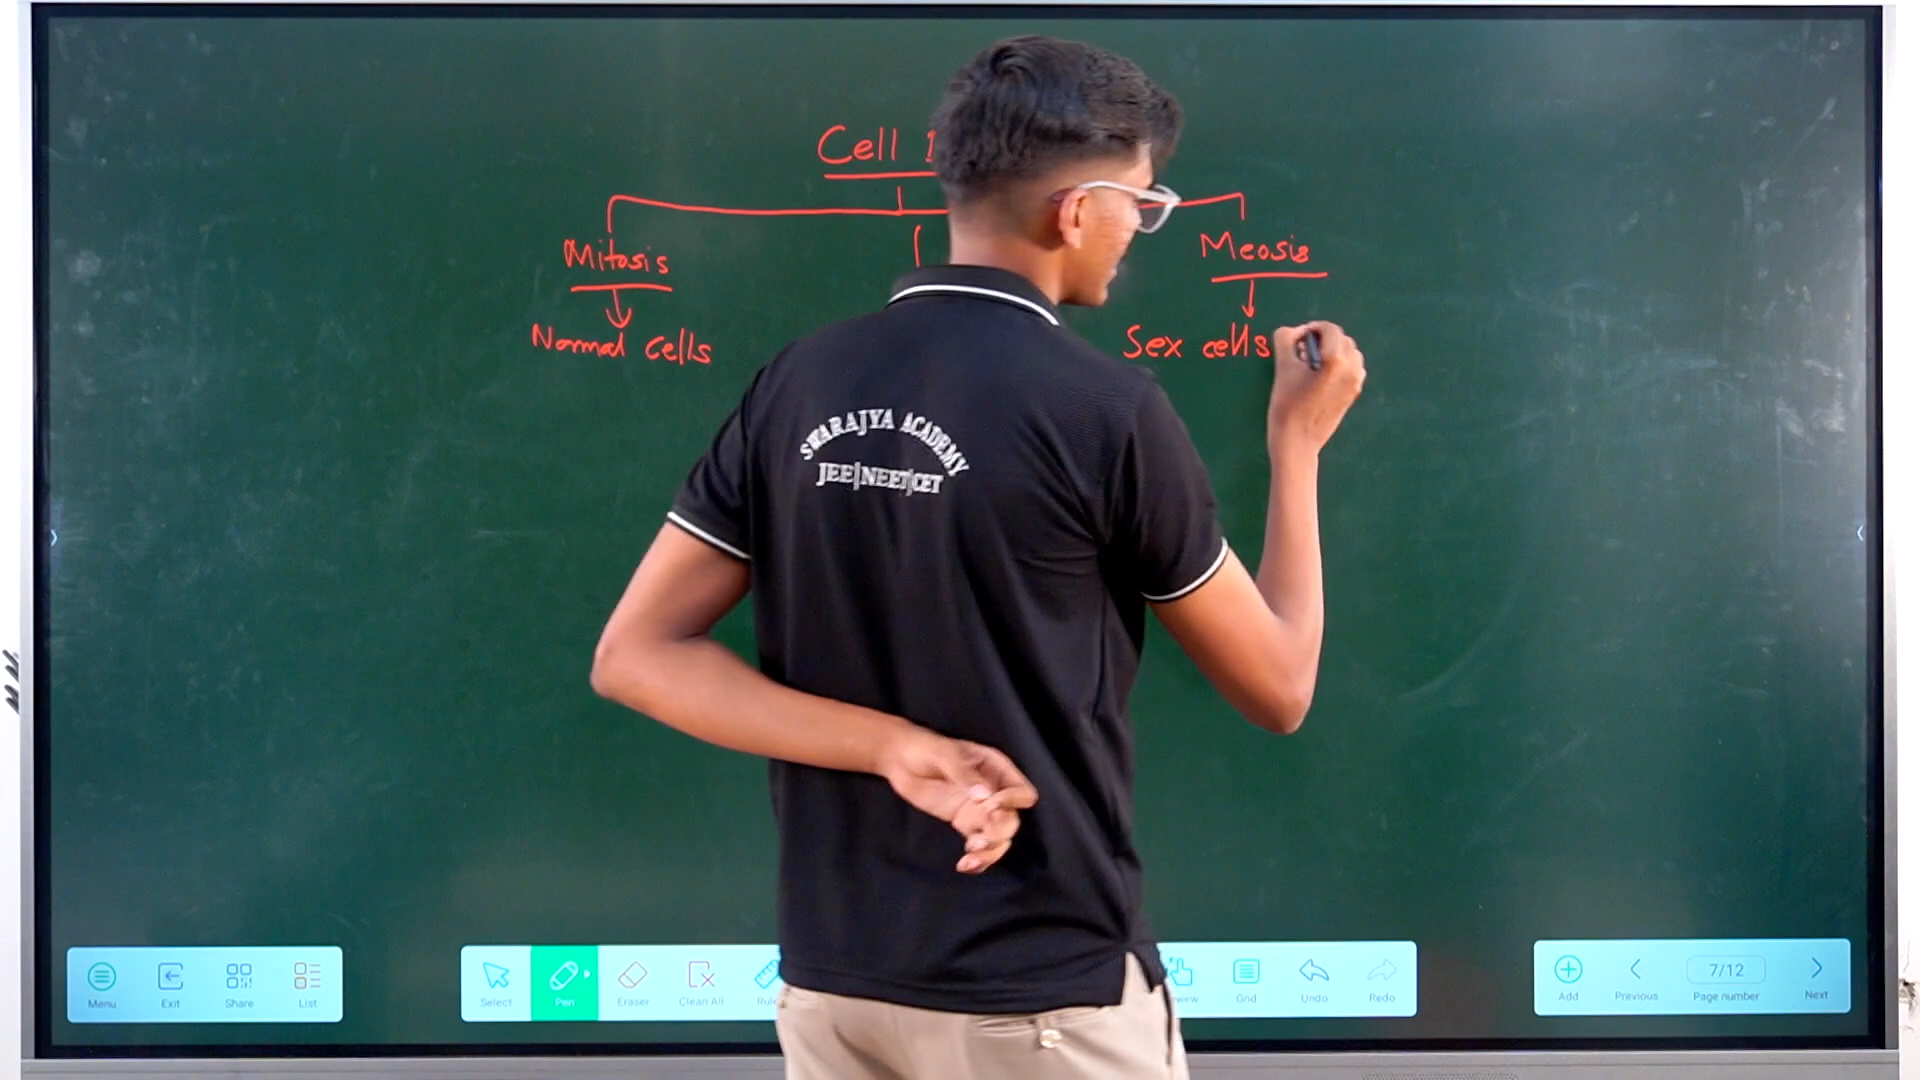 Cell
Mitosis
Meosis
Normal cells
Sex cells
SWARAJYA ACADEMY
JEE|NEET|CET
Menu
Exit
Share
List
Select
Pen
Eraser
Clean All
Grid
Undo
Redo
Add
Previous
7/12
Page number
Next